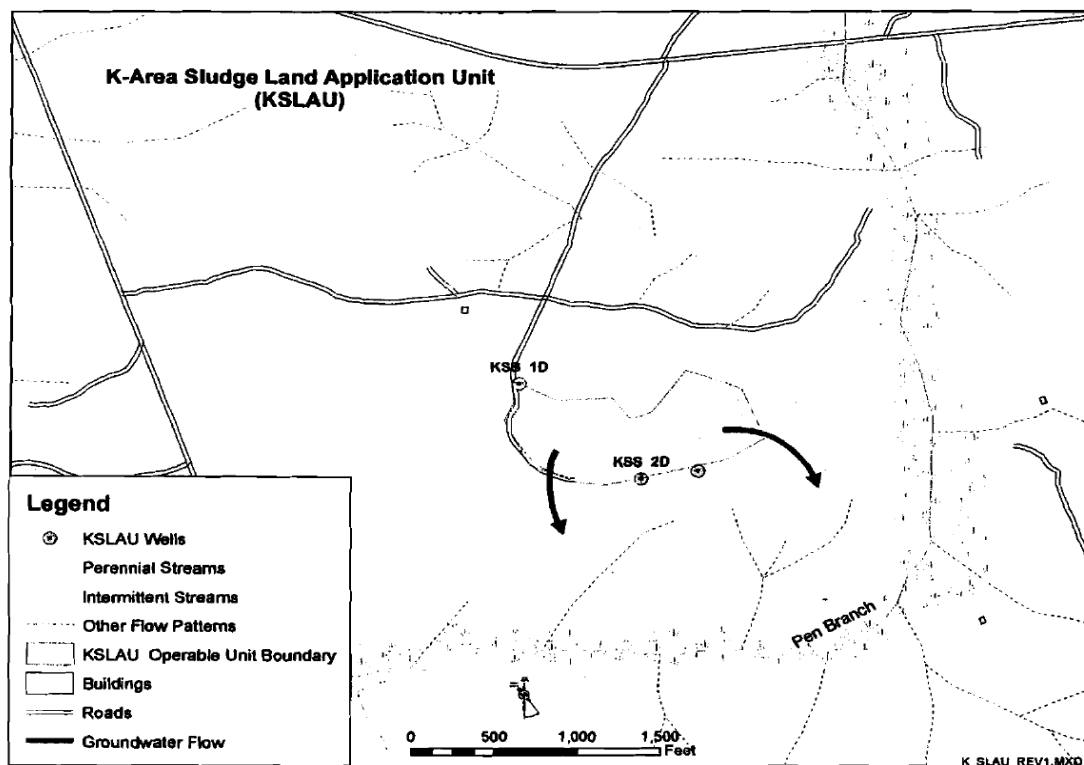 K-Area Sludge Land Application Unit
(KSLAU)
KSS 1D
KSS 2D
Pen Branch
Legend
KSLAU Wells
Perennial Streams
Intermittent Streams
Other Flow Patterns
KSLAU Operable Unit Boundary
Buildings
Roads
Groundwater Flow
0 500 1,000 1,500
Feet
K_SLAU_REV1.MXD